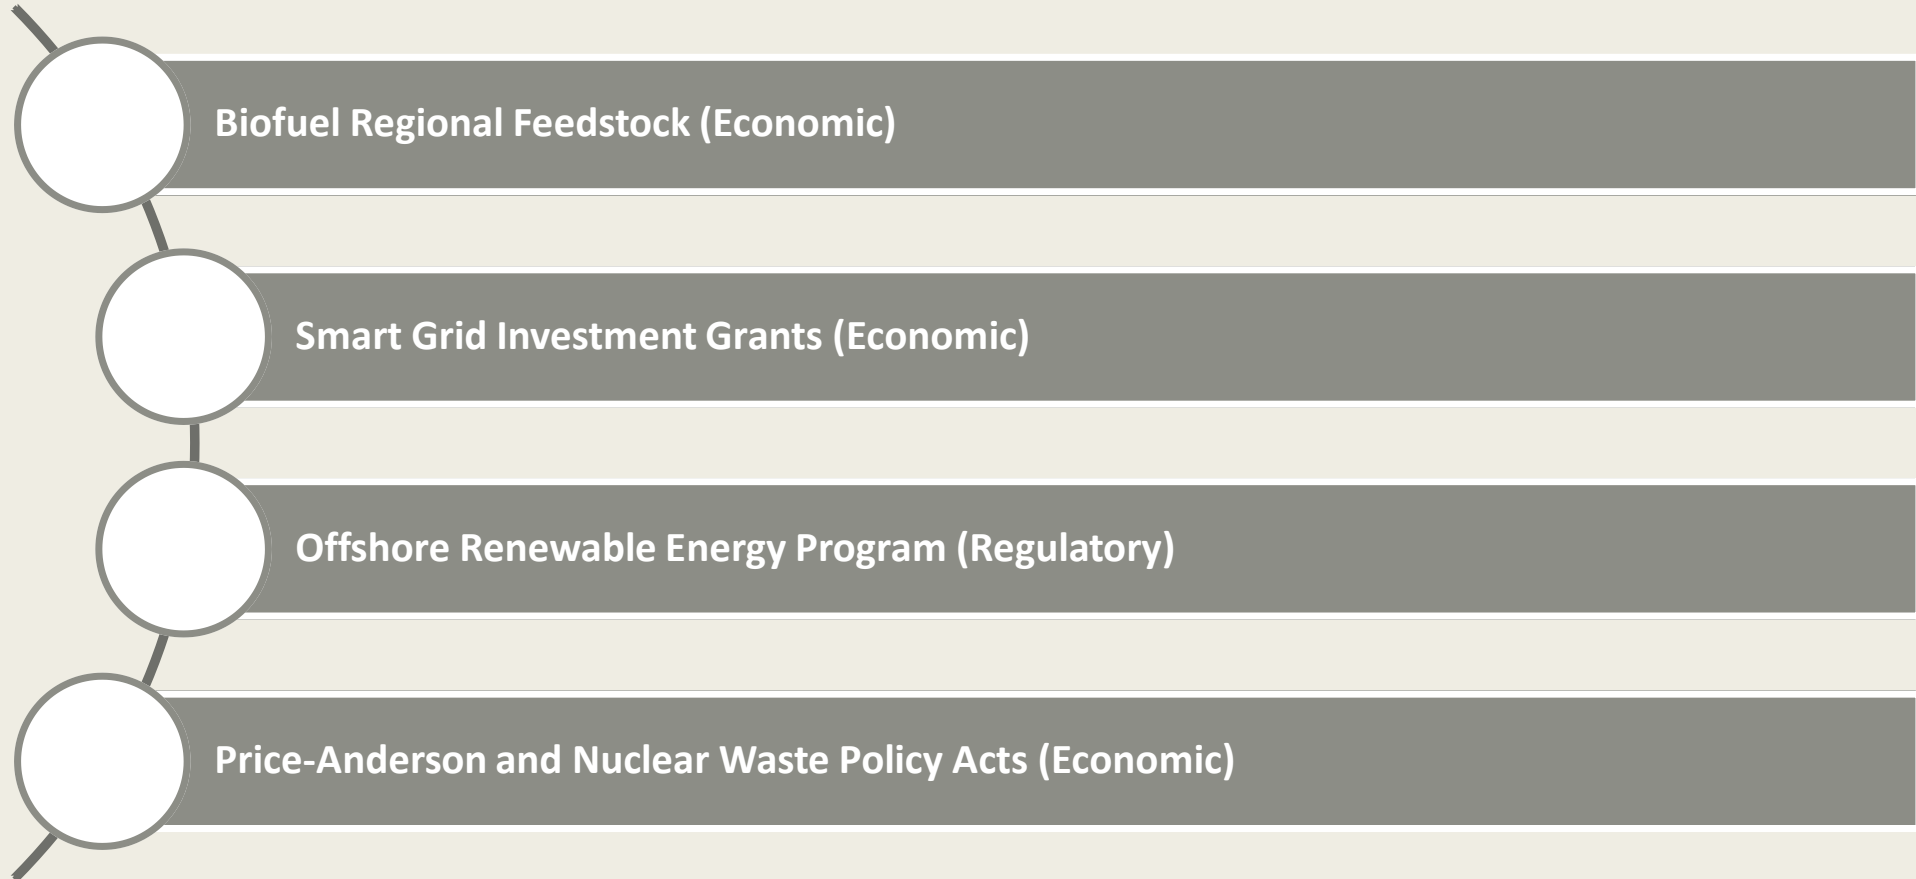 Biofuel Regional Feedstock (Economic)
Smart Grid Investment Grants (Economic)
Offshore Renewable Energy Program (Regulatory)
Price-Anderson and Nuclear Waste Policy Acts (Economic)